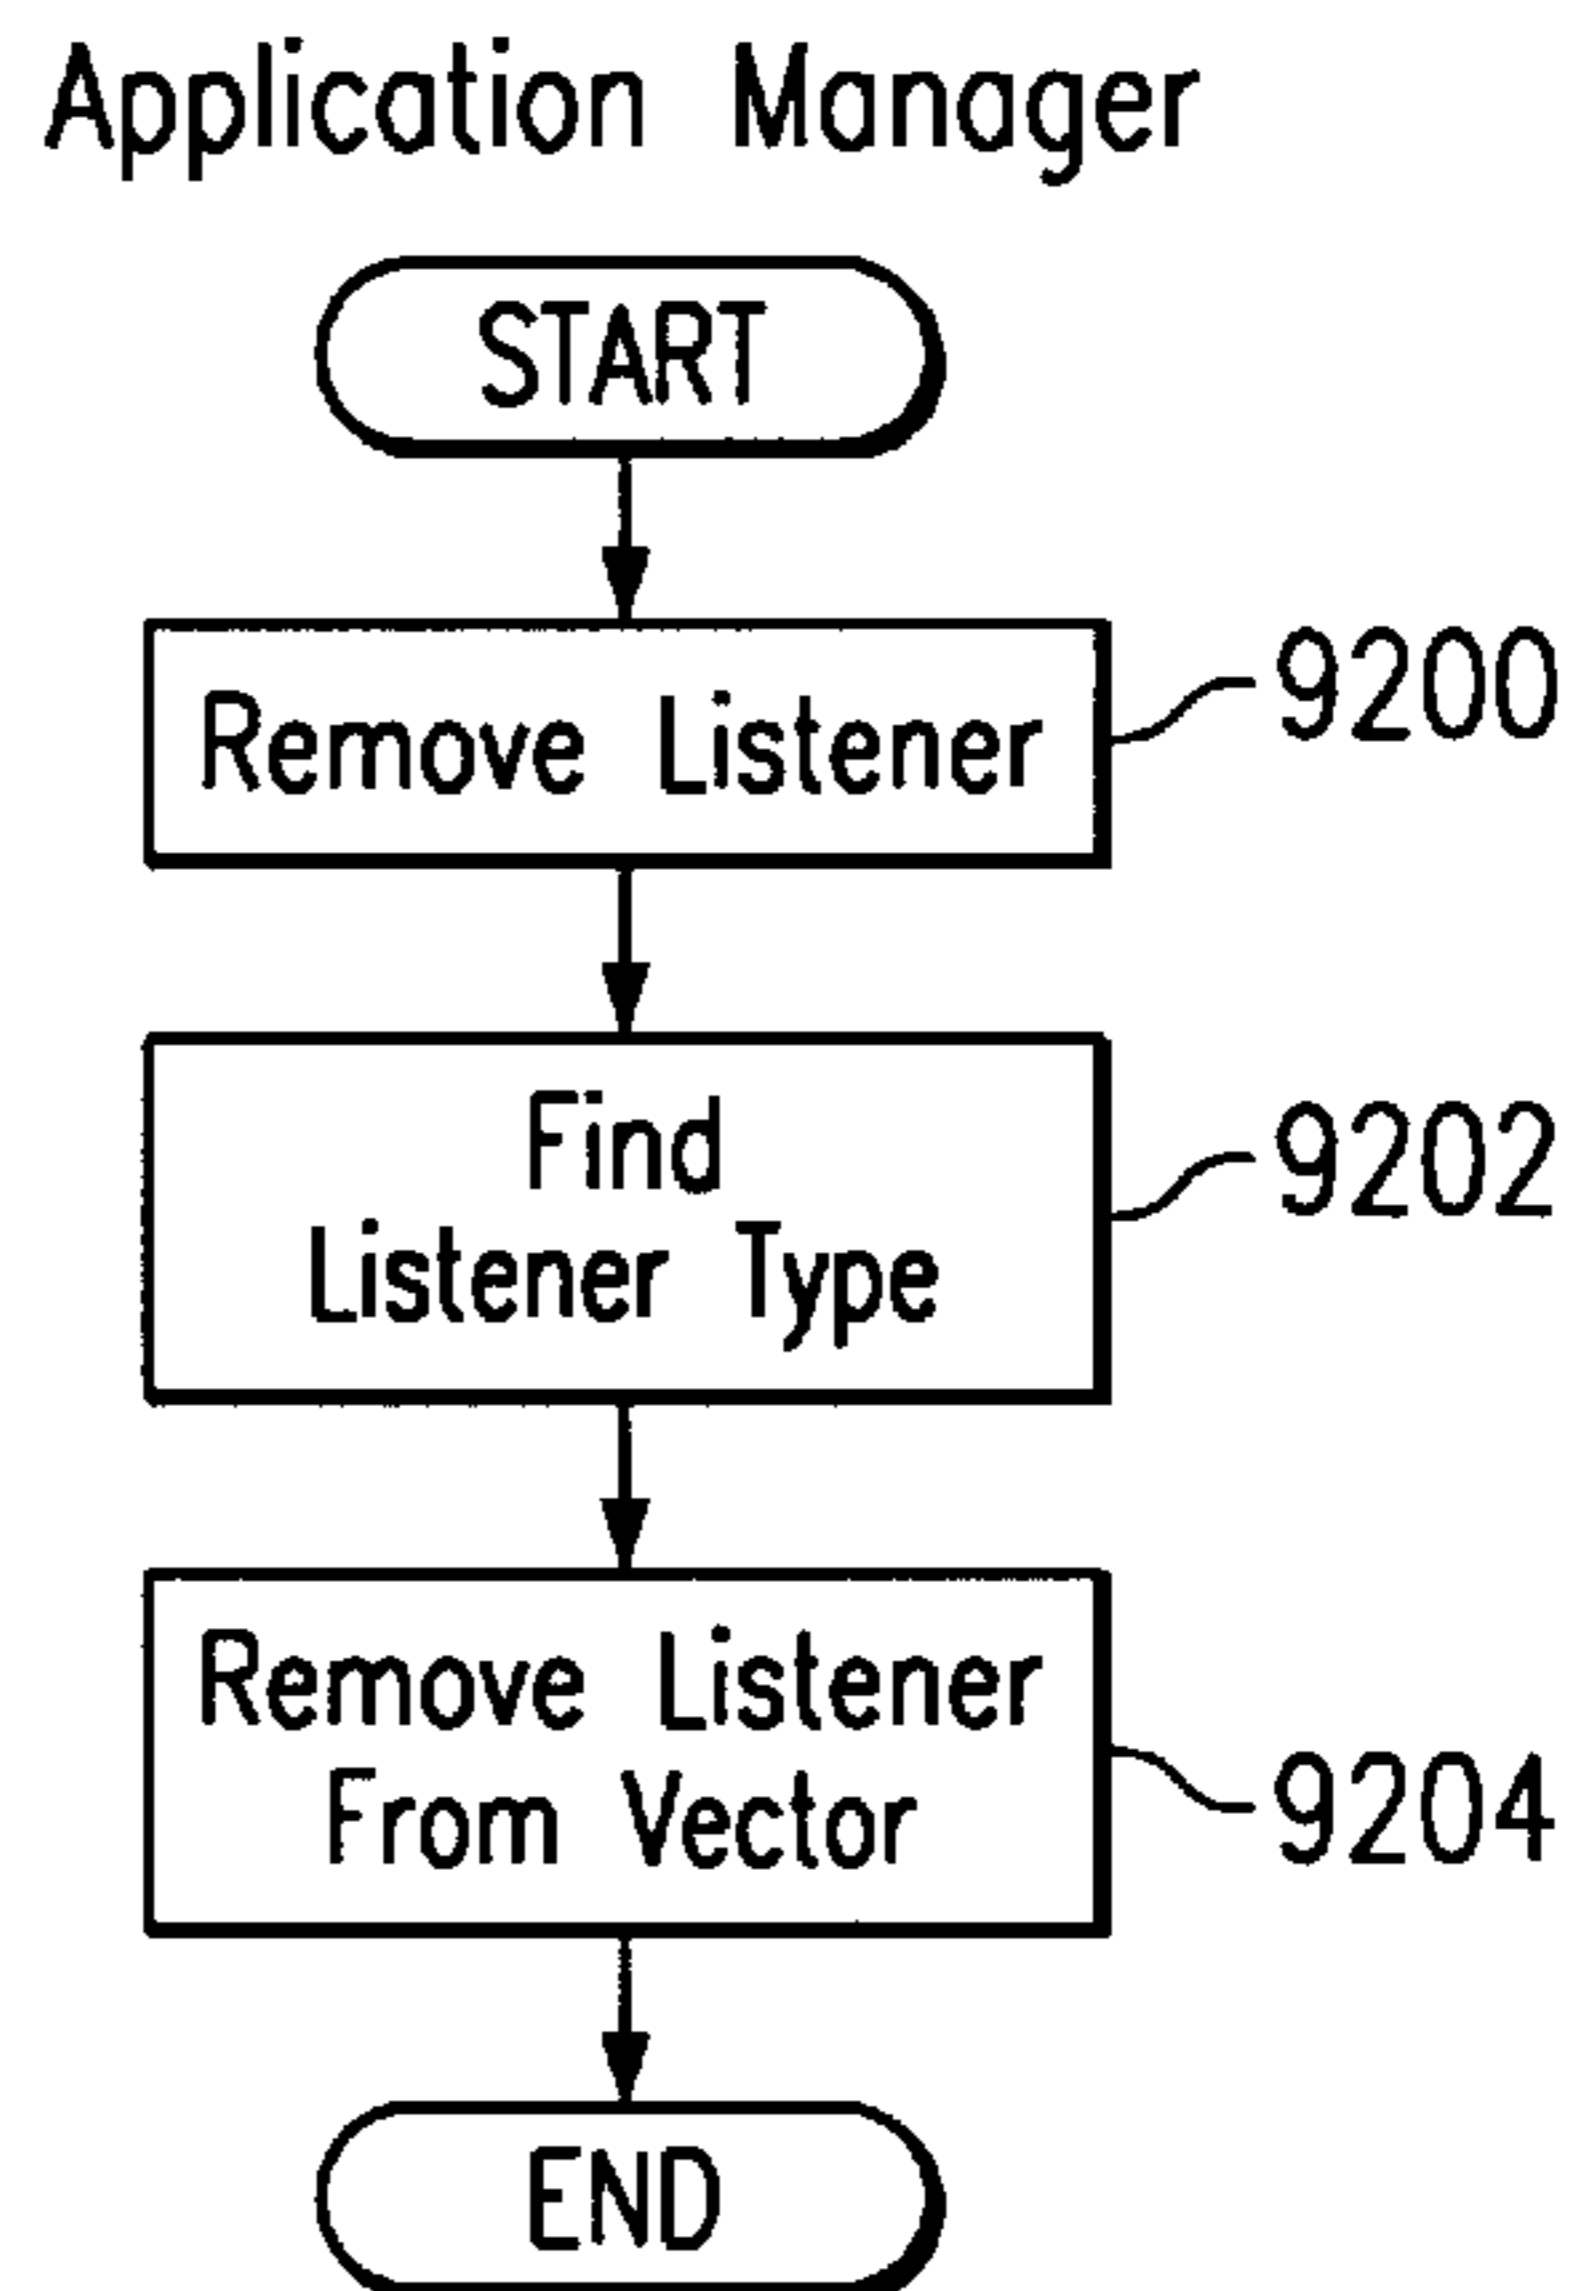 Application Manager
START
Remove Listener
9200
Find
Listener Type
9202
Remove Listener
From Vector
9204
END